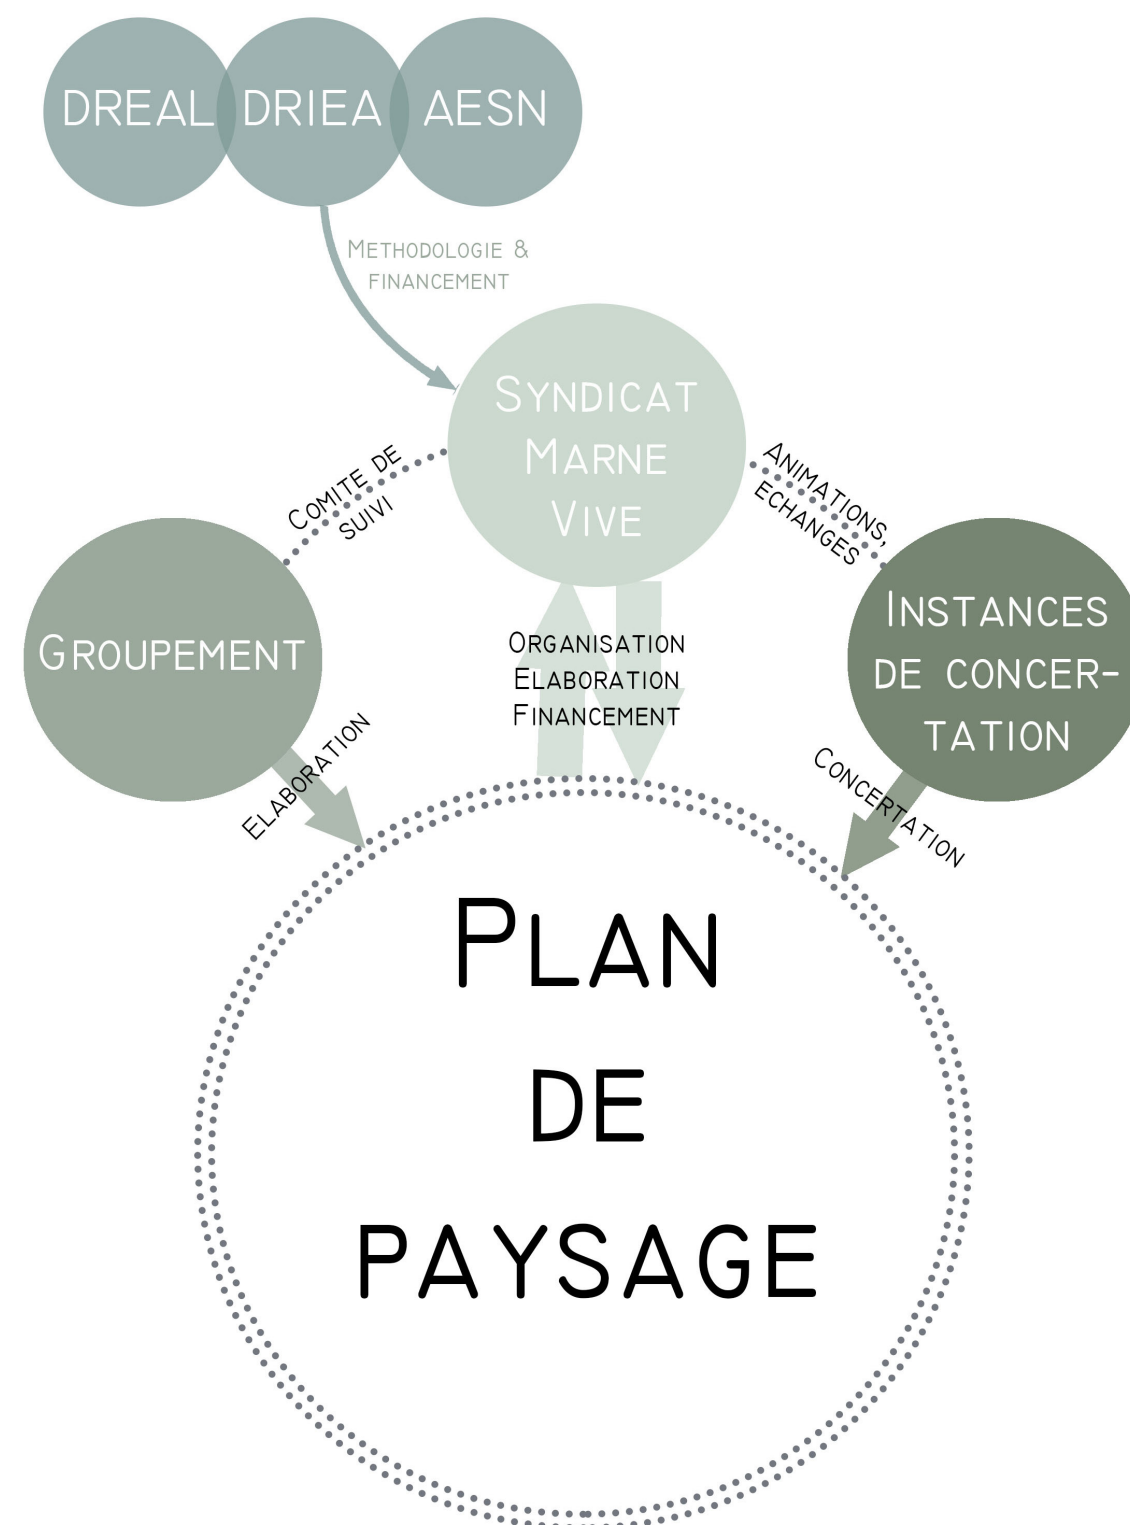 DREAL DRIEA AESN
METHODOLOGIE &
FINANCEMENT
SYNDICAT
MARNE
VIVE
COMITE DE
SUIVI
ANIMATIONS,
ECHANGES
GROUPEMENT
INSTANCES
DE CONCER-
TATION
ORGANISATION
ELABORATION
FINANCEMENT
ELABORATION
CONCERTATION
PLAN
DE
PAYSAGE